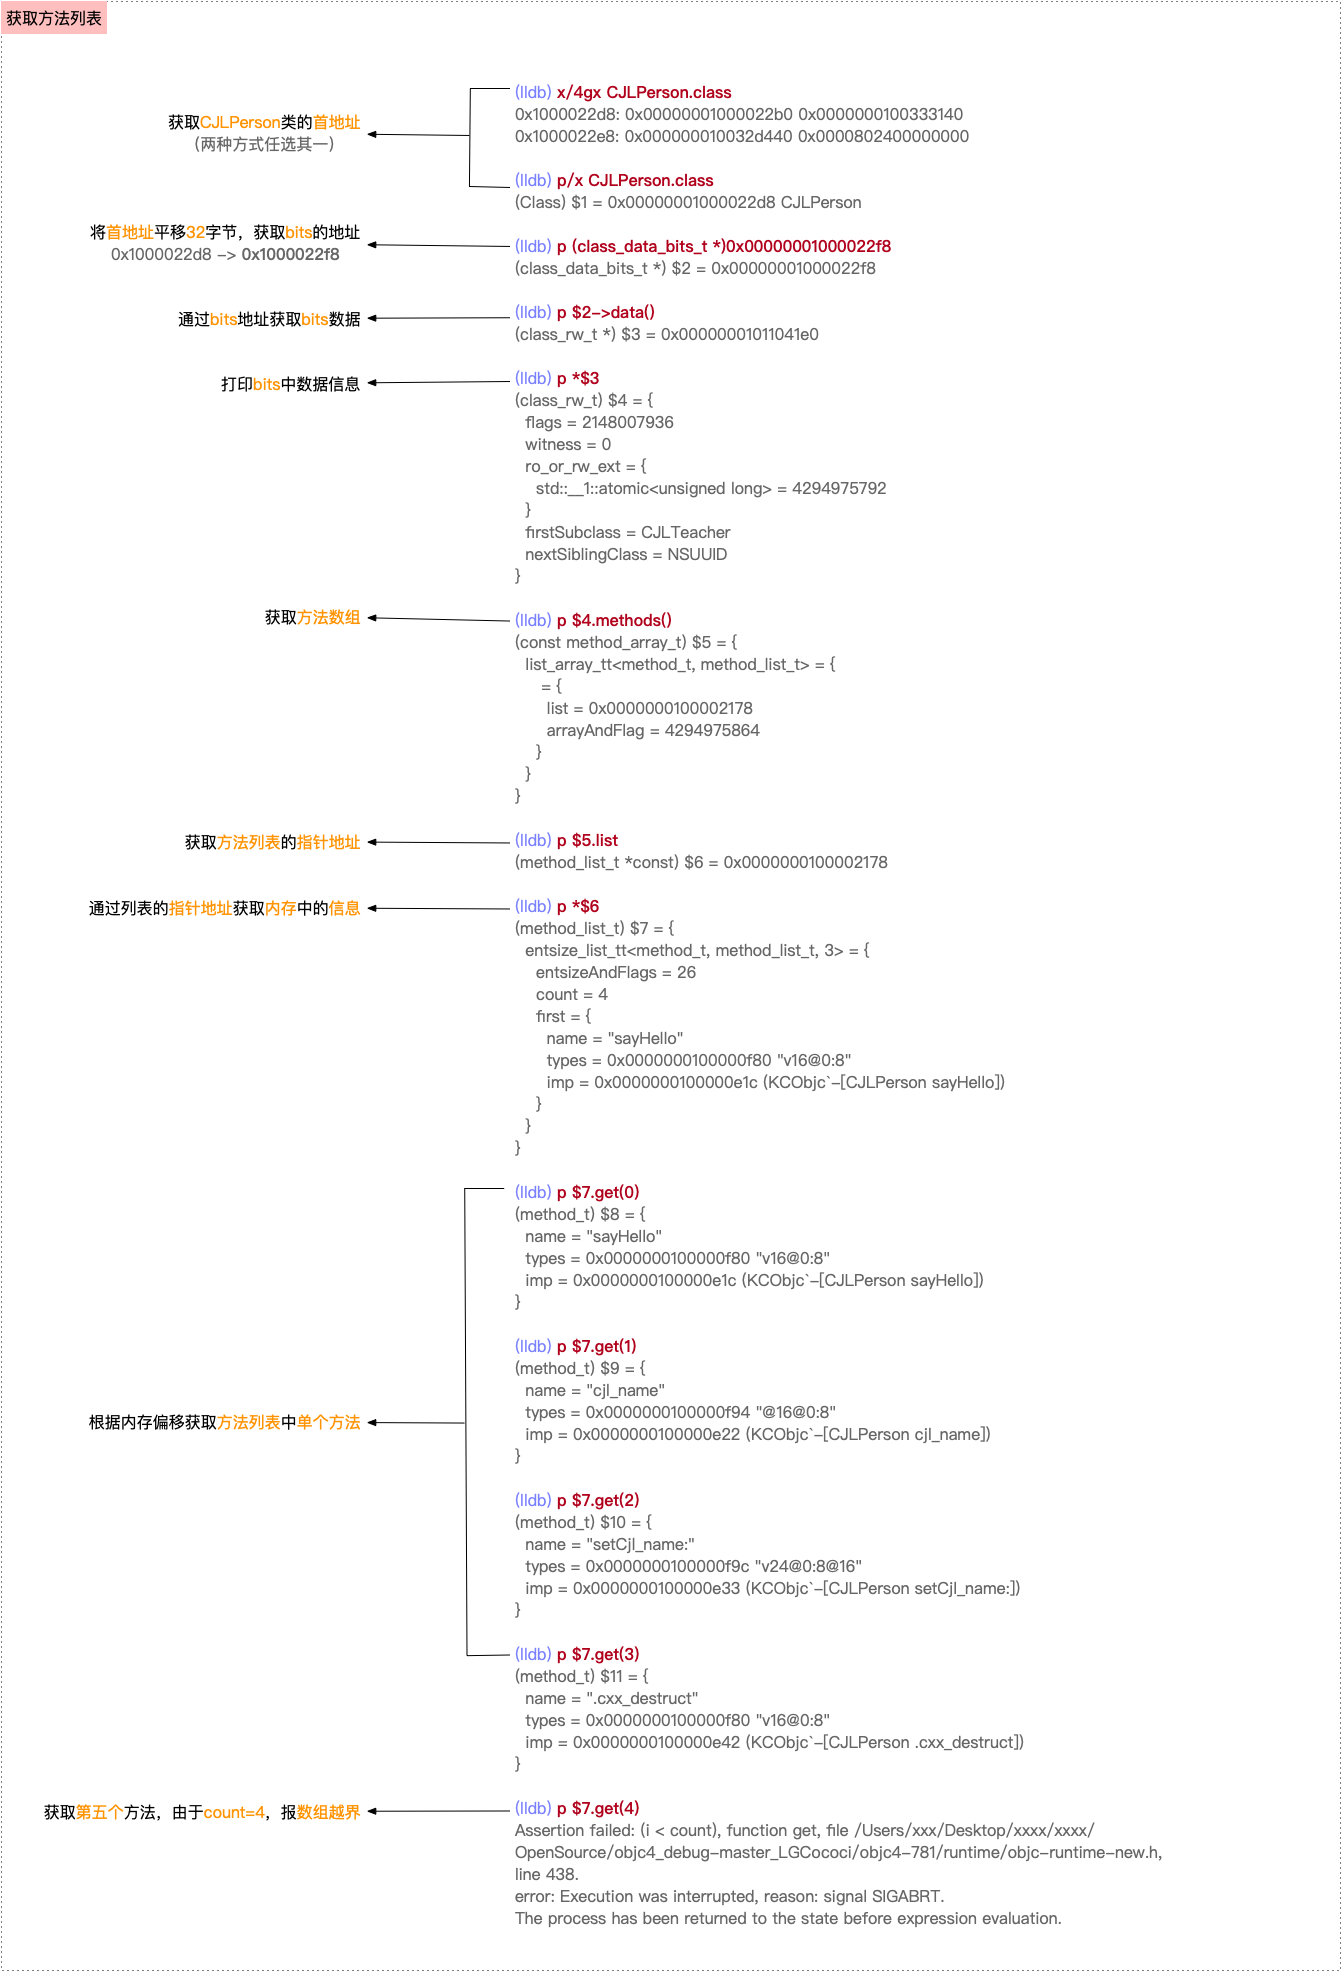 获取方法列表
获取CJLPerson类的首地址
(两种方式任选其一)
(lldb) x/4gx CJLPerson.class
0x1000022d8: 0x00000001000022b0 0x0000000100333140
0x1000022e8: 0x000000010032d440 0x0000802400000000
(lldb) p/x CJLPerson.class
(Class) $1 = 0x00000001000022d8 CJLPerson
将首地址平移32字节，获取bits的地址
0x1000022d8 -> 0x1000022f8
(lldb) p (class_data_bits_t *)0x00000001000022f8
(class_data_bits_t *) $2 = 0x00000001000022f8
通过bits地址获取bits数据
(lldb) p $2->data()
(class_rw_t *) $3 = 0x00000001011041e0
打印bits中数据信息
(lldb) p *$3
(class_rw_t) $4 = {
flags = 2148007936
witness = 0
ro_or_rw_ext = {
std::__1::atomic<unsigned long> = 4294975792
}
firstSubclass = CJLTeacher
nextSiblingClass = NSUUID
}
获取方法数组
(lldb) p $4.methods()
(const method_array_t) $5 = {
list_array_tt<method_t, method_list_t> = {
= {
list = 0x0000000100002178
arrayAndFlag = 4294975864
}
}
}
获取方法列表的指针地址
(lldb) p $5.list
(method_list_t *const) $6 = 0x0000000100002178
通过列表的指针地址获取内存中的信息
(lldb) p *$6
(method_list_t) $7 = {
entsize_list_tt<method_t, method_list_t, 3> = {
entsizeAndFlags = 26
count = 4
first = {
name = "sayHello"
types = 0x0000000100000f80 "v16@0:8"
imp = 0x0000000100000e1c (KCObjc`-[CJLPerson sayHello])
}
}
}
根据内存偏移获取方法列表中单个方法
(lldb) p $7.get(0)
(method_t) $8 = {
name = "sayHello"
types = 0x0000000100000f80 "v16@0:8"
imp = 0x0000000100000e1c (KCObjc`-[CJLPerson sayHello])
}
(lldb) p $7.get(1)
(method_t) $9 = {
name = "cjl_name"
types = 0x0000000100000f94 "@16@0:8"
imp = 0x0000000100000e22 (KCObjc`-[CJLPerson cjl_name])
}
(lldb) p $7.get(2)
(method_t) $10 = {
name = "setCjl_name:"
types = 0x0000000100000f9c "v24@0:8@16"
imp = 0x0000000100000e33 (KCObjc`-[CJLPerson setCjl_name:])
}
(lldb) p $7.get(3)
(method_t) $11 = {
name = ".cxx_destruct"
types = 0x0000000100000f80 "v16@0:8"
imp = 0x0000000100000e42 (KCObjc`-[CJLPerson .cxx_destruct])
}
获取第五个方法，由于count=4，报数组越界
(lldb) p $7.get(4)
Assertion failed: (i < count), function get, file /Users/xxx/Desktop/xxxx/xxxx/
OpenSource/objc4_debug-master_LGCococi/objc4-781/runtime/objc-runtime-new.h,
line 438.
error: Execution was interrupted, reason: signal SIGABRT.
The process has been returned to the state before expression evaluation.